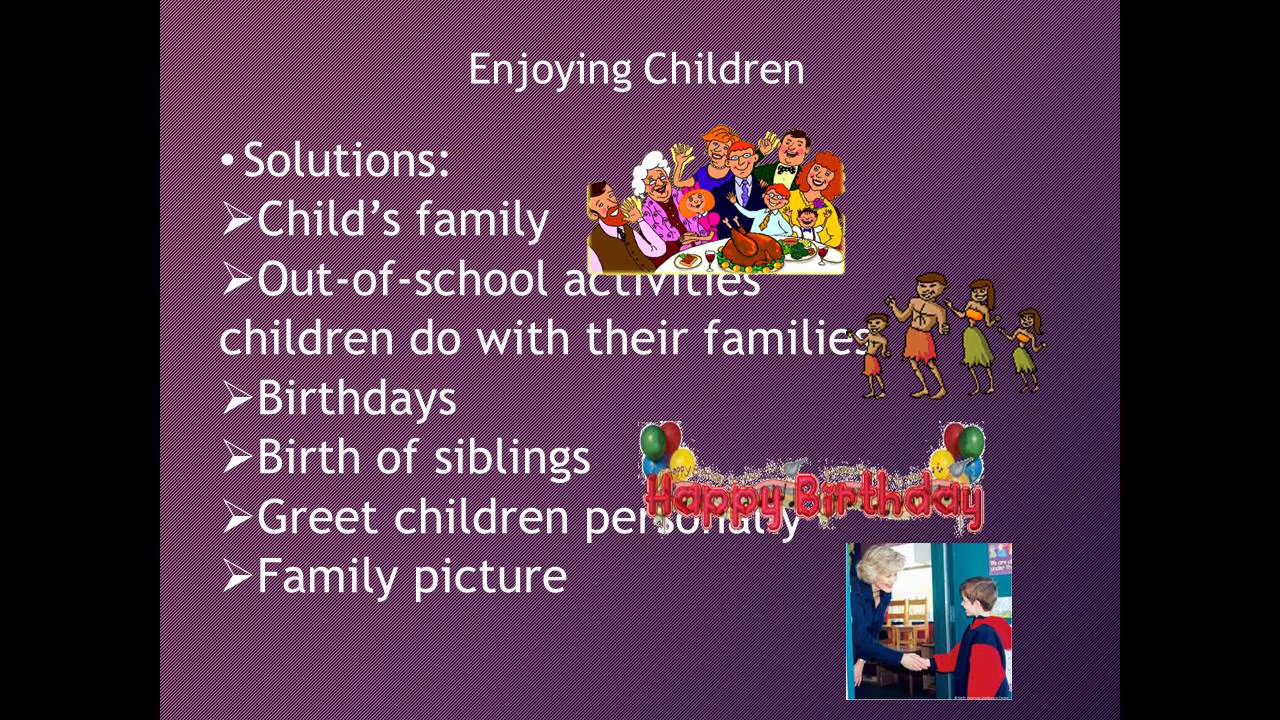 Enjoying Children
• Solutions:
➢Child’s family
➢Out-of-school activities
children do with their families
➢Birthdays
➢Birth of siblings
Happy Birthday
➢Greet children personally
➢Family picture